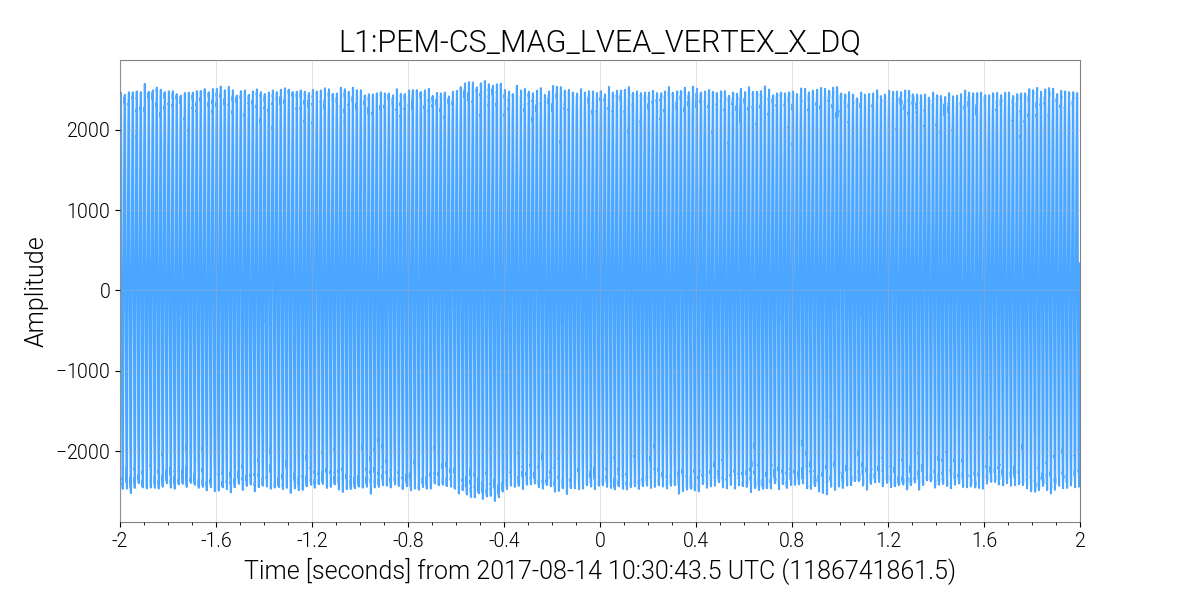 L1:PEM-CS_MAG_LVEA_VERTEX_X_DQ
Amplitude
2000
1000
0
−1000
−2000
-2 -1.6 -1.2 -0.8 -0.4 0 0.4 0.8 1.2 1.6 2
Time [seconds] from 2017-08-14 10:30:43.5 UTC (1186741861.5)